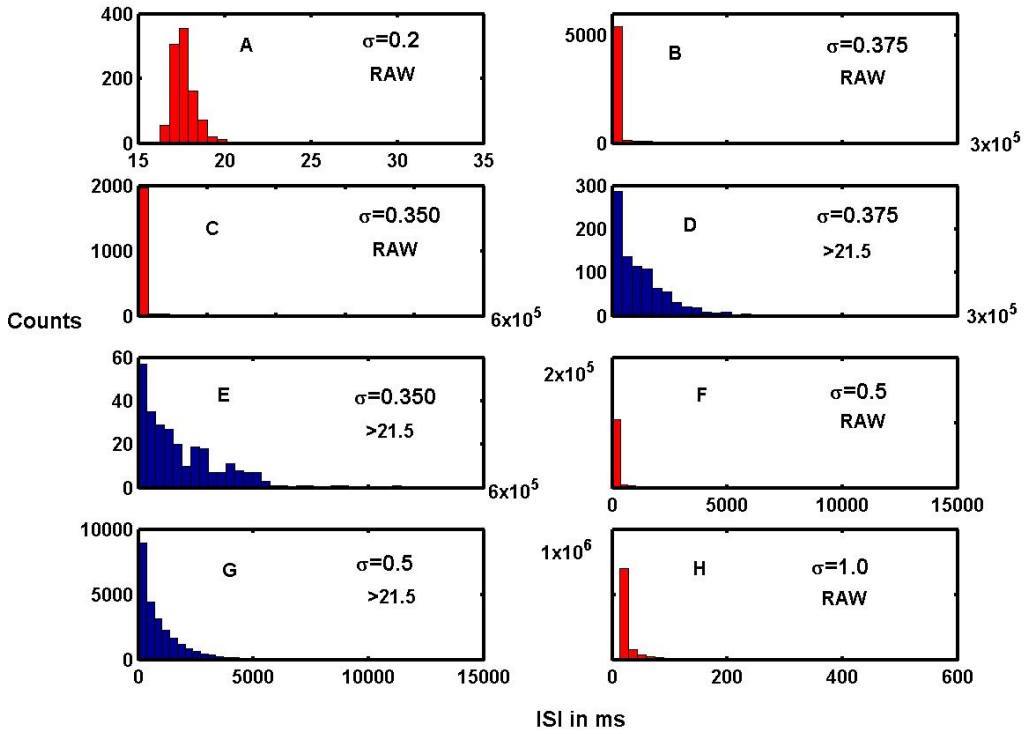 400
200
0
A
σ=0.2
RAW
15 20 25 30 35
5000
0
B
σ=0.375
RAW
3x10⁵
2000
1000
0
C
σ=0.350
RAW
6x10⁵
300
200
100
0
D
σ=0.375
>21.5
3x10⁵
Counts
60
40
20
0
E
σ=0.350
>21.5
6x10⁵
2x10⁵
F
σ=0.5
RAW
0 5000 10000 15000
10000
5000
0
G
σ=0.5
>21.5
0 5000 10000 15000
1x10⁶
H
σ=1.0
RAW
0 200 400 600
ISI in ms